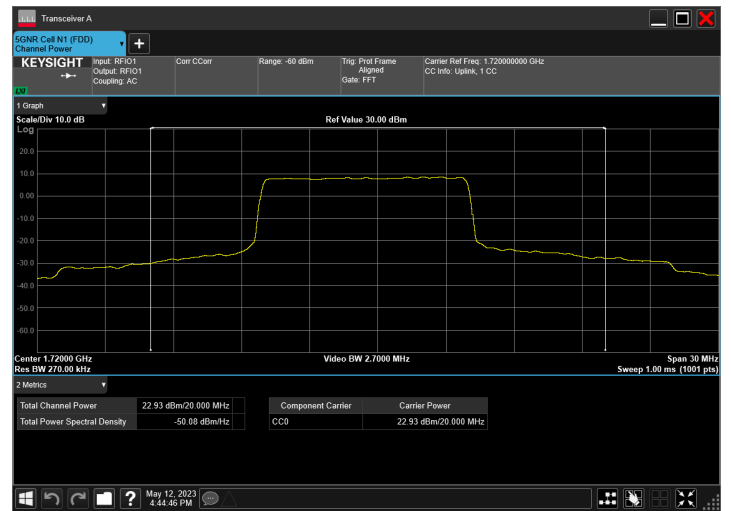 Transceiver A
5GNR Cell N1 (FDD)
Channel Power
KEYSIGHT
LXI
Input: RFIO1
Output: RFIO1
Coupling: AC
Corr CCorr
Range: -60 dBm
Trig: Prot Frame
Aligned
Gate: FFT
Carrier Ref Freq: 1.720000000 GHz
CC Info: Uplink, 1 CC
1 Graph
Scale/Div 10.0 dB
Ref Value 30.00 dBm
Log
20.0
10.0
0.00
-10.0
-20.0
-30.0
-40.0
-50.0
-60.0
Center 1.72000 GHz
Video BW 2.7000 MHz
Span 30 MHz
Res BW 270.00 kHz
Sweep 1.00 ms (1001 pts)
2 Metrics
Total Channel Power 22.93 dBm/20.000 MHz
Total Power Spectral Density -50.08 dBm/Hz
Component Carrier Carrier Power
CC0 22.93 dBm/20.000 MHz
?
May 12, 2023
4:44:46 PM